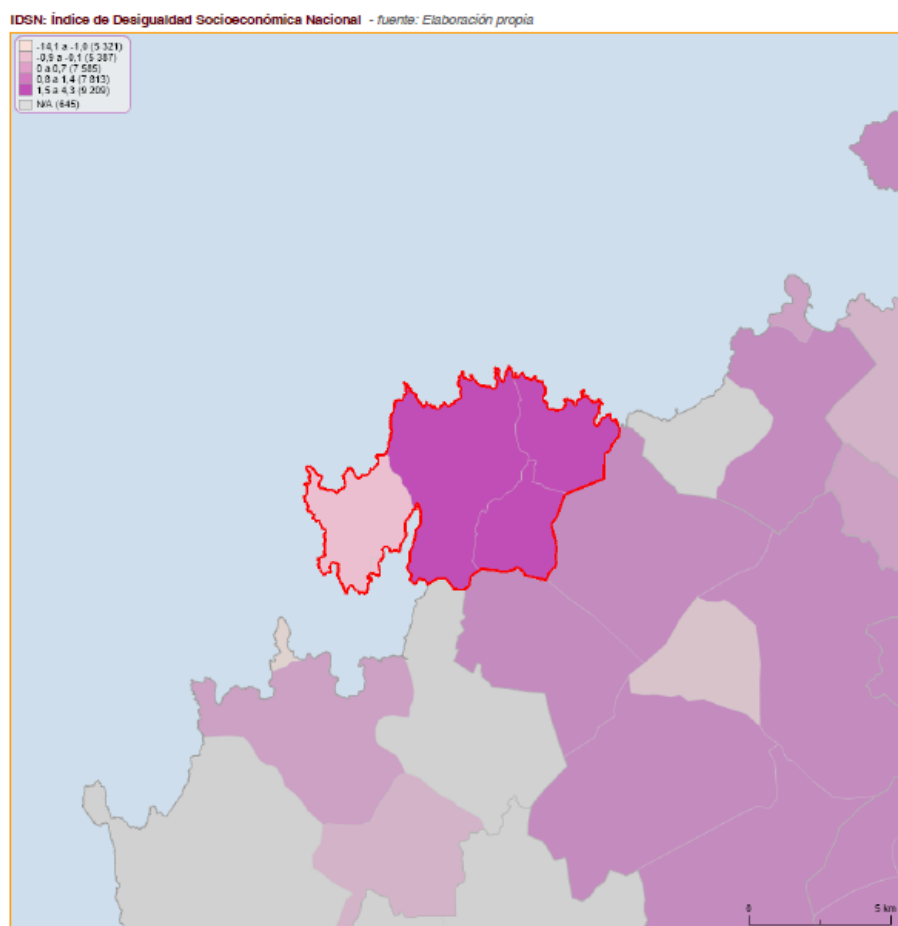 IDSN: Índice de Desigualdad Socioeconómica Nacional - fuente: Elaboración propia
-14,1 a -1,0 (5 321)
-0,9 a -0,1 (5 387)
0 a 0,7 (7 585)
0,8 a 1,4 (7 813)
1,5 a 4,3 (9 209)
N/A (645)
0 5 km